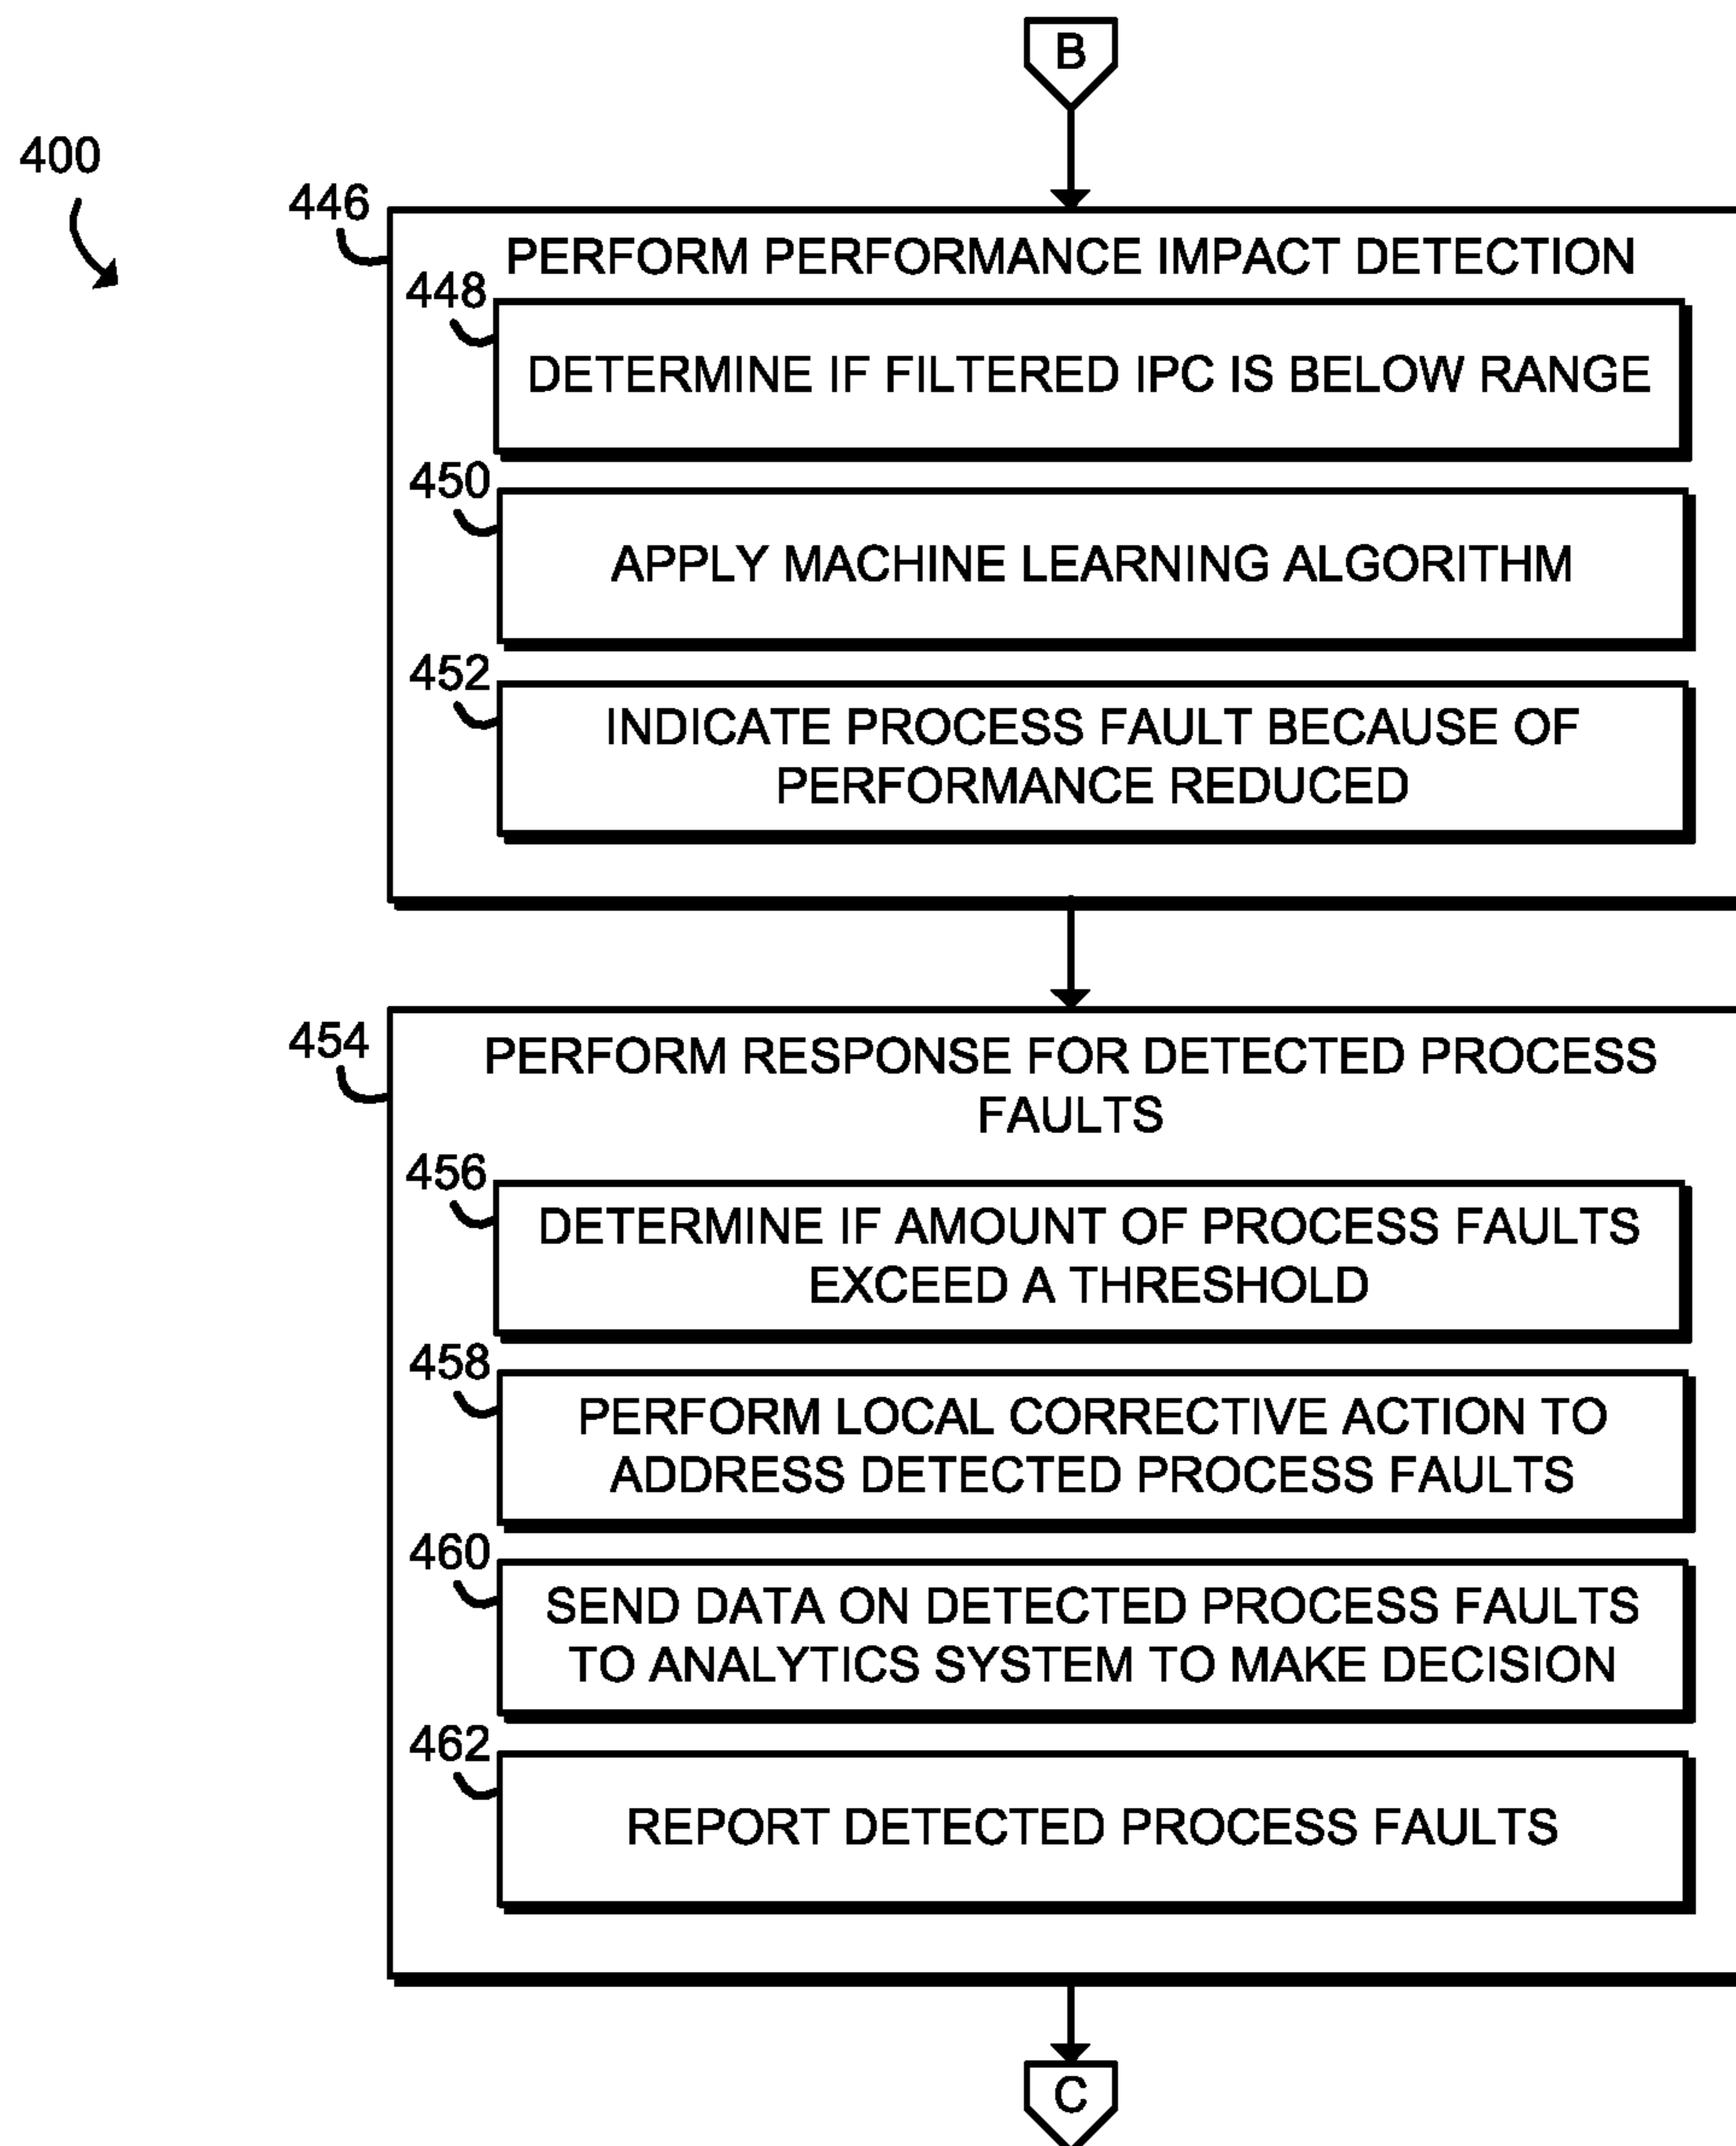 B
400
446
PERFORM PERFORMANCE IMPACT DETECTION
448
DETERMINE IF FILTERED IPC IS BELOW RANGE
450
APPLY MACHINE LEARNING ALGORITHM
452
INDICATE PROCESS FAULT BECAUSE OF
PERFORMANCE REDUCED
454
PERFORM RESPONSE FOR DETECTED PROCESS
FAULTS
456
DETERMINE IF AMOUNT OF PROCESS FAULTS
EXCEED A THRESHOLD
458
PERFORM LOCAL CORRECTIVE ACTION TO
ADDRESS DETECTED PROCESS FAULTS
460
SEND DATA ON DETECTED PROCESS FAULTS
TO ANALYTICS SYSTEM TO MAKE DECISION
462
REPORT DETECTED PROCESS FAULTS
C